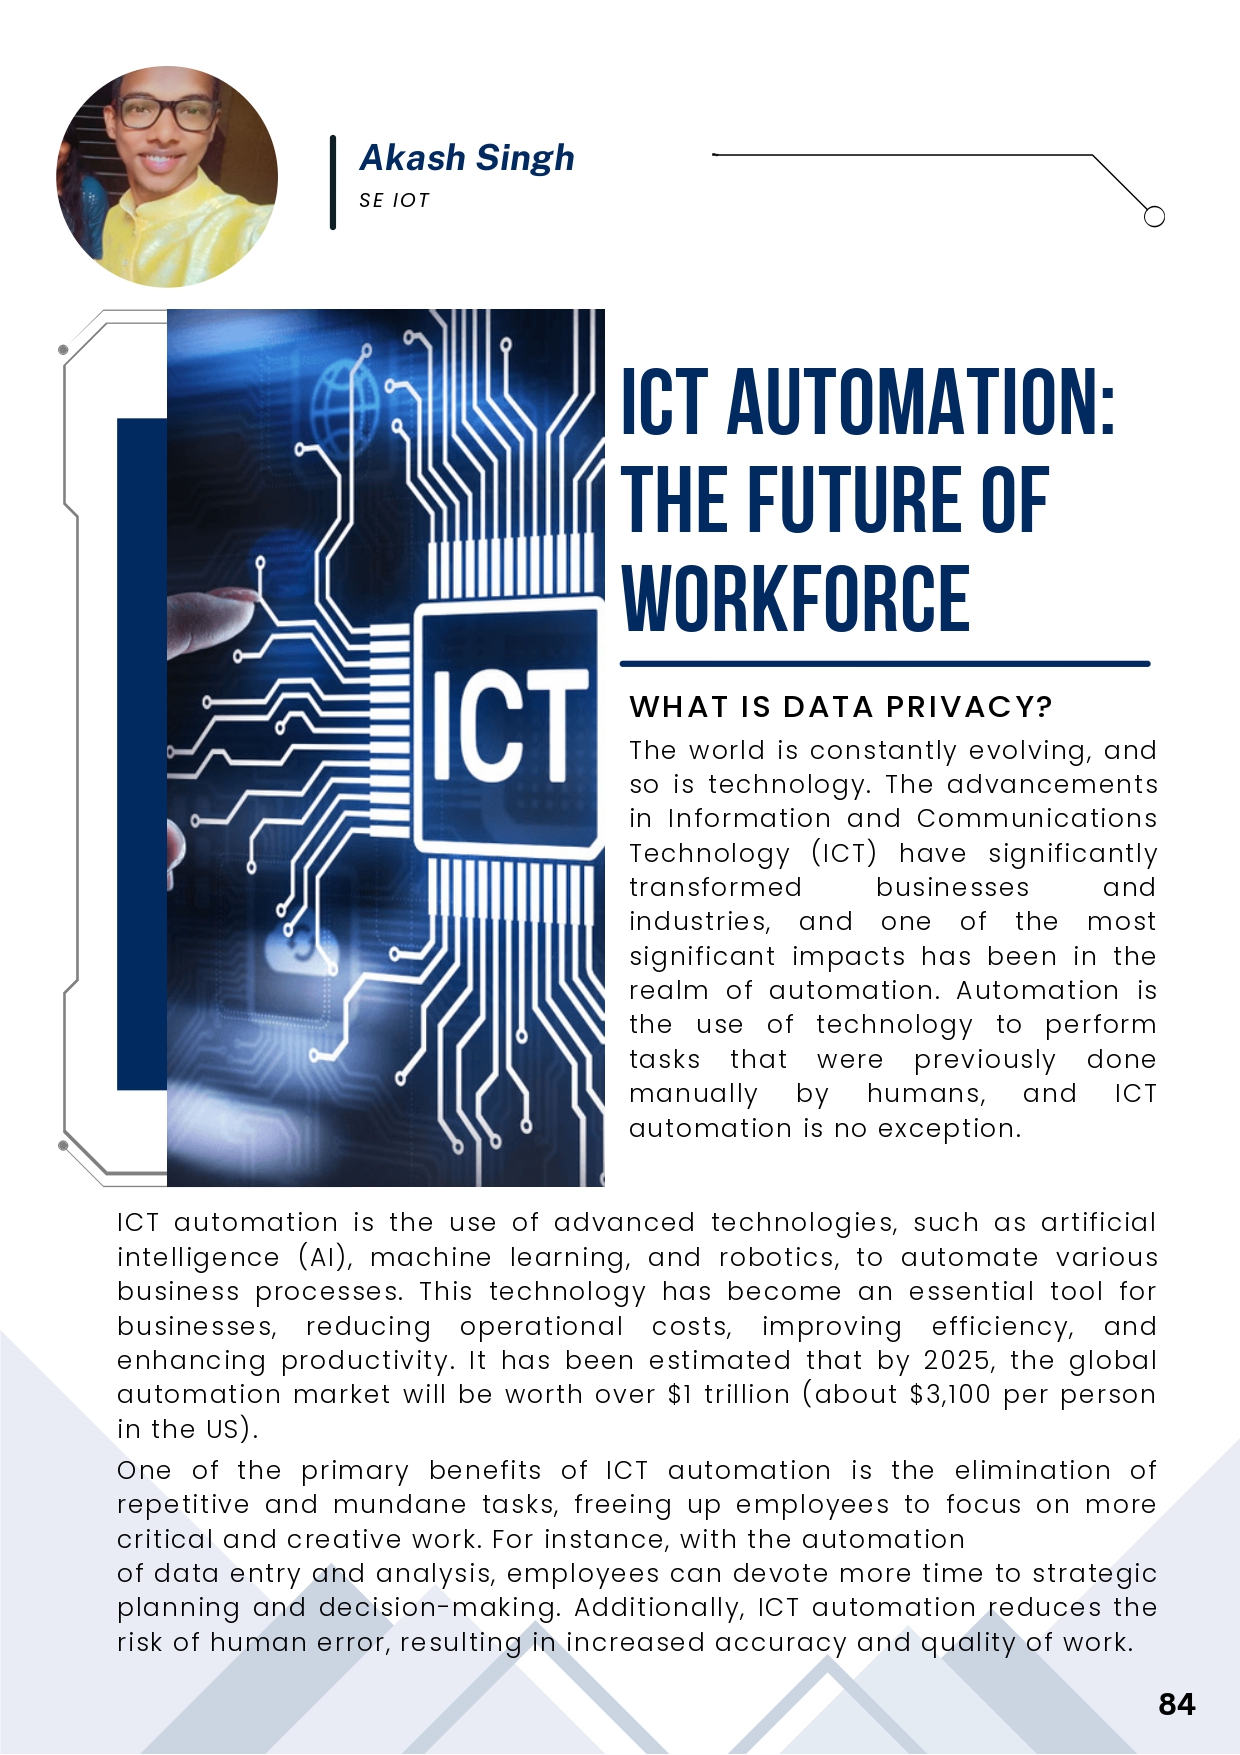 Akash Singh
SE IOT
ICT AUTOMATION:
THE FUTURE OF
WORKFORCE
ICT
WHAT IS DATA PRIVACY?
The world is constantly evolving, and
so is technology. The advancements
in Information and Communications
Technology (ICT) have significantly
transformed businesses and
industries, and one of the most
significant impacts has been in the
realm of automation. Automation is
the use of technology to perform
tasks that were previously done
manually by humans, and ICT
automation is no exception.
ICT automation is the use of advanced technologies, such as artificial
intelligence (AI), machine learning, and robotics, to automate various
business processes. This technology has become an essential tool for
businesses, reducing operational costs, improving efficiency, and
enhancing productivity. It has been estimated that by 2025, the global
automation market will be worth over $1 trillion (about $3,100 per person
in the US).
One of the primary benefits of ICT automation is the elimination of
repetitive and mundane tasks, freeing up employees to focus on more
critical and creative work. For instance, with the automation
of data entry and analysis, employees can devote more time to strategic
planning and decision-making. Additionally, ICT automation reduces the
risk of human error, resulting in increased accuracy and quality of work.
84